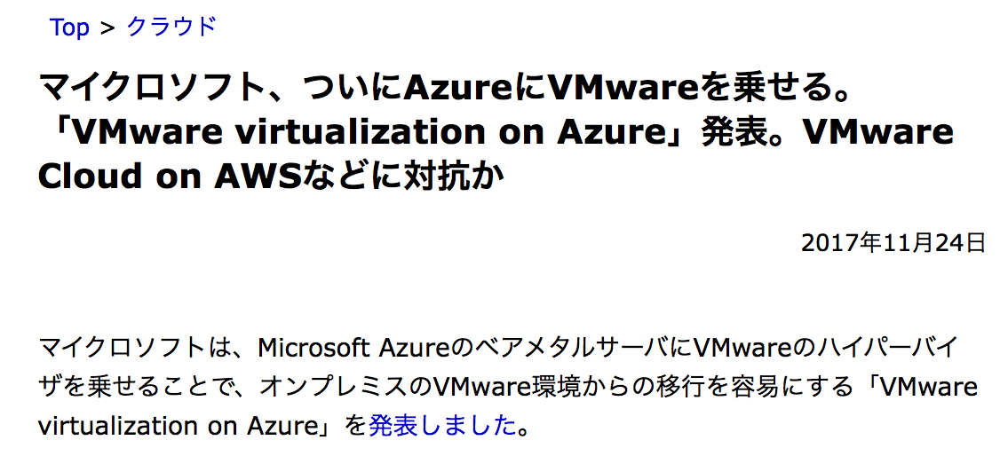 Top > クラウド
マイクロソフト、ついにAzureにVMwareを乗せる。
「VMware virtualization on Azure」発表。VMware
Cloud on AWSなどに対抗か
2017年11月24日
マイクロソフトは、Microsoft AzureのベアメタルサーバにVMwareのハイパーバイ
ザを乗せることで、オンプレミスのVMware環境からの移行を容易にする「VMware
virtualization on Azure」を発表しました。